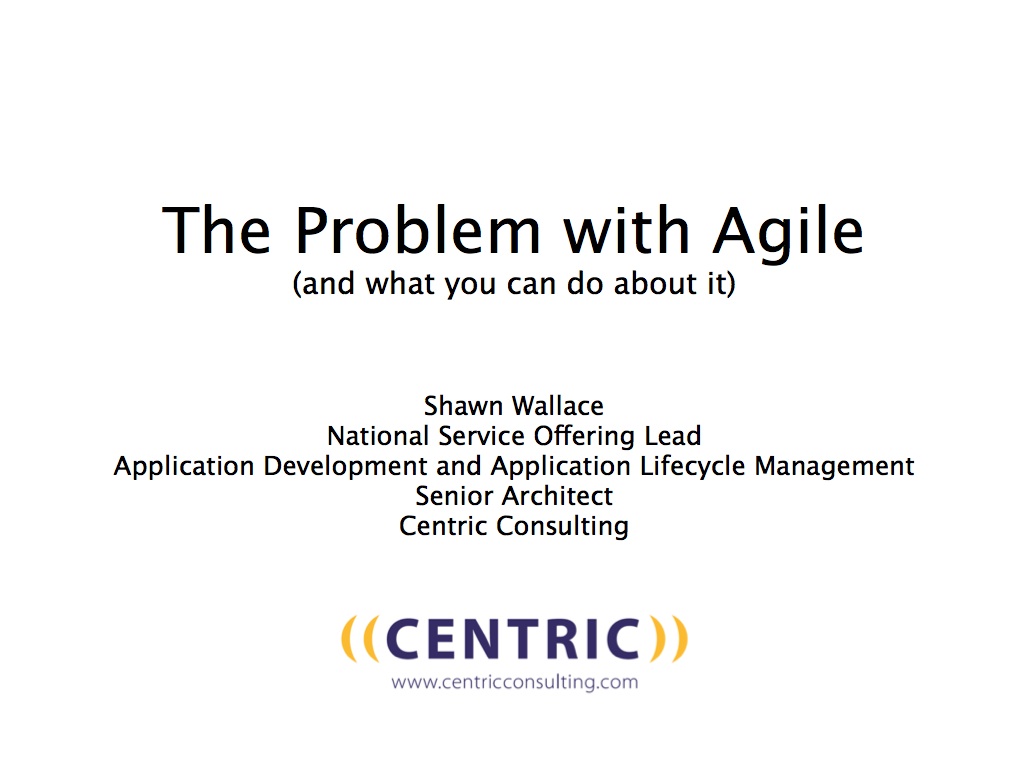 The Problem with Agile
(and what you can do about it)
Shawn Wallace
National Service Offering Lead
Application Development and Application Lifecycle Management
Senior Architect
Centric Consulting
((CENTRIC))
www.centricconsulting.com